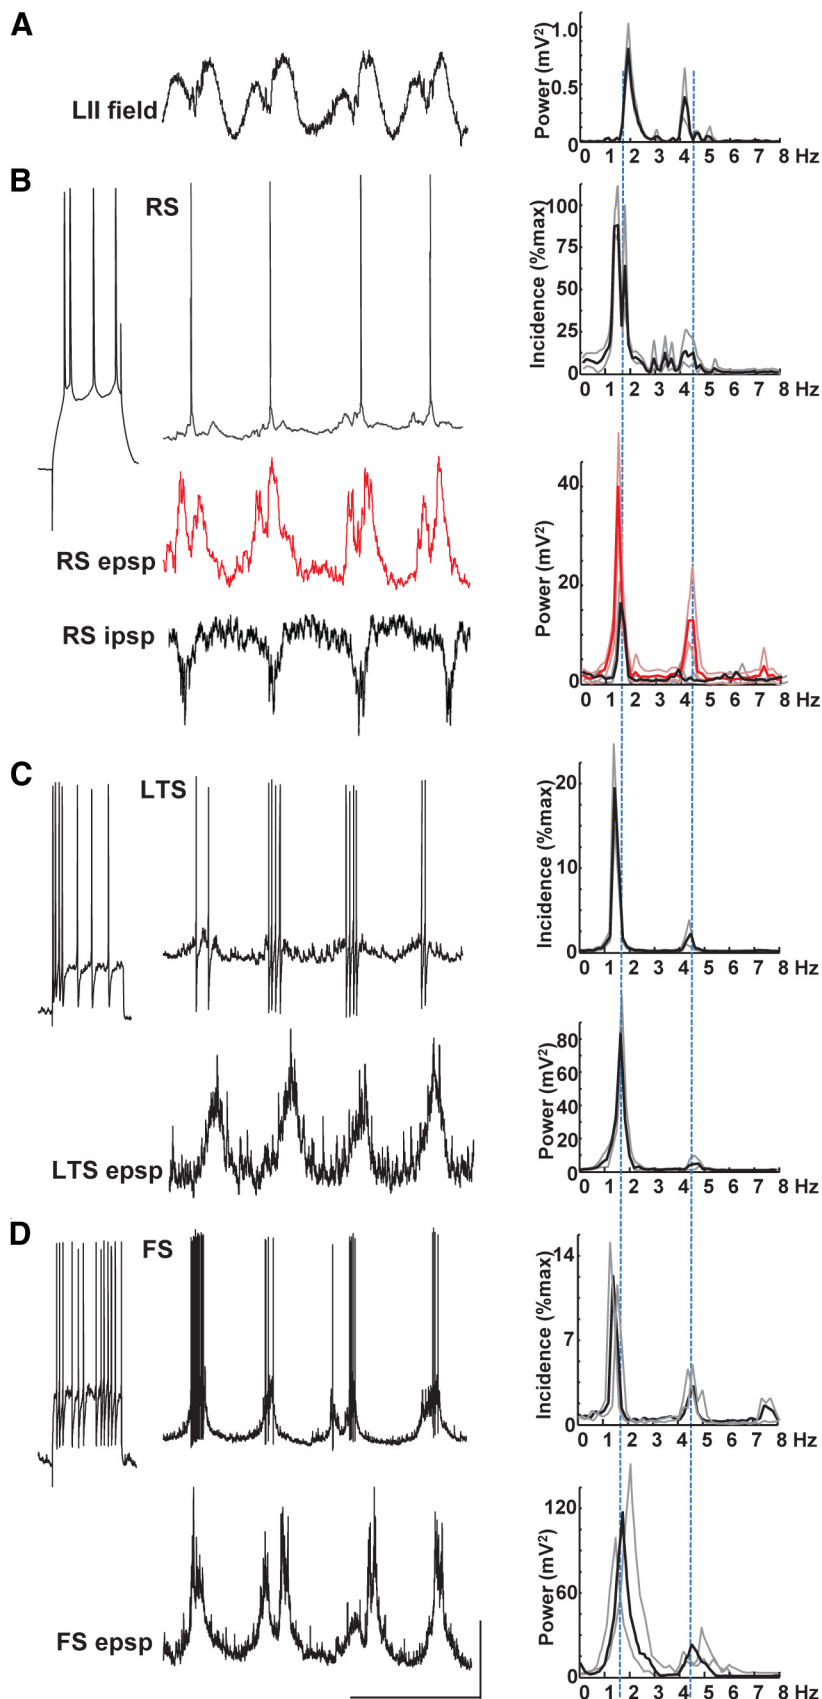 A
LII field
Power (mV²)
1.0
0.5
0
0 1 2 3 4 5 6 7 8 Hz
B
RS
Incidence (%max)
100
75
50
25
0
0 1 2 3 4 5 6 7 8 Hz
RS epsp
RS ipsp
Power (mV²)
40
20
0
0 1 2 3 4 5 6 7 8 Hz
C
LTS
Incidence (%max)
20
10
0
0 1 2 3 4 5 6 7 8 Hz
LTS epsp
Power (mV²)
80
60
40
20
0
0 1 2 3 4 5 6 7 8 Hz
D
FS
Incidence (%max)
14
7
0
0 1 2 3 4 5 6 7 8 Hz
FS epsp
Power (mV²)
120
60
0
0 1 2 3 4 5 6 7 8 Hz